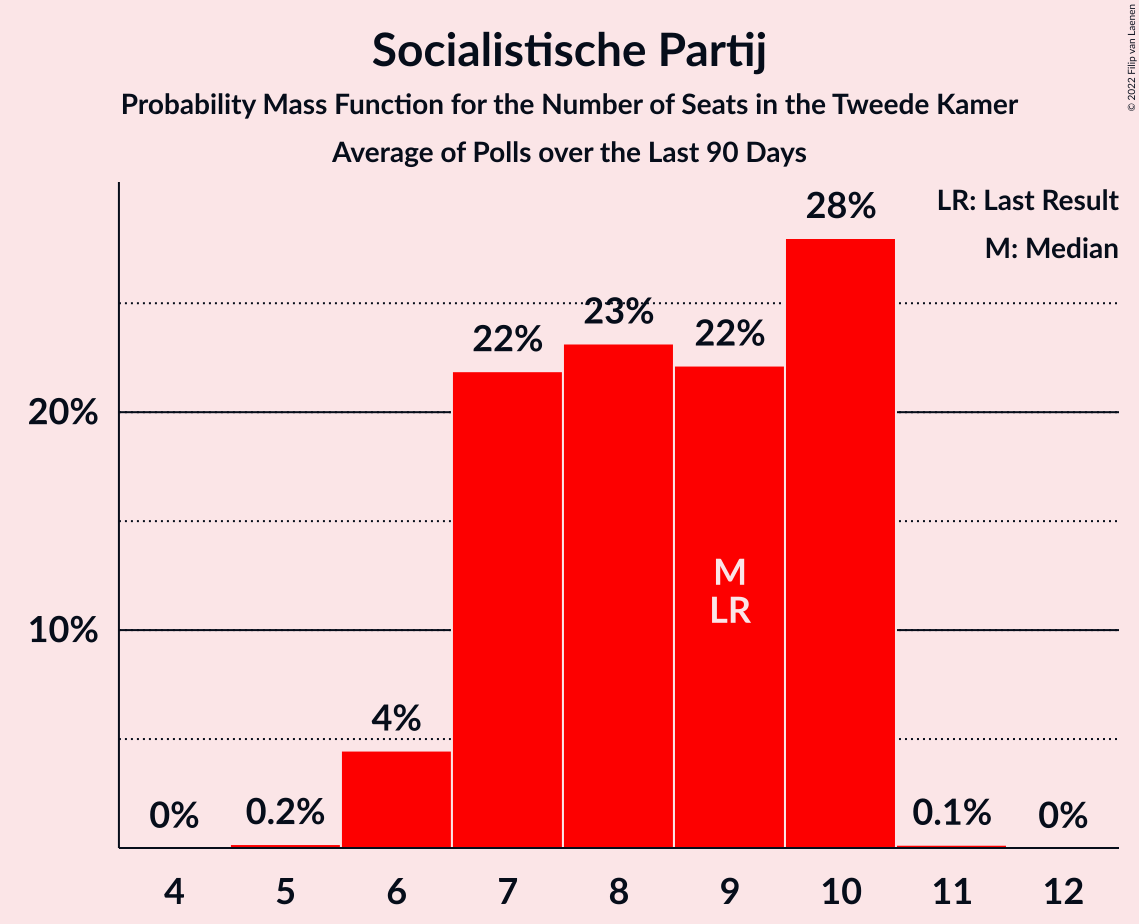 Socialistische Partij
Probability Mass Function for the Number of Seats in the Tweede Kamer
Average of Polls over the Last 90 Days
© 2022 Filip van Laenen
LR: Last Result
M: Median
28%
23%
22%
22%
20%
M
LR
10%
4%
0%
0.2%
0.1%
0%
4 5 6 7 8 9 10 11 12